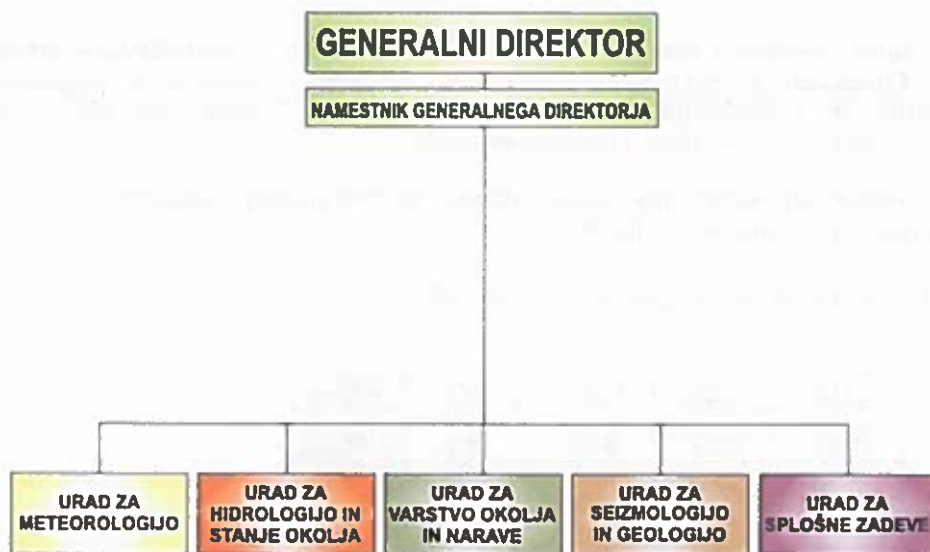 GENERALNI DIREKTOR
NAMESTNIK GENERALNEGA DIREKTORJA
URAD ZA
METEOROLOGIJO
URAD ZA
HIDROLOGIJO IN
STANJE OKOLJA
URAD ZA
VARSTVO OKOLJA
IN NARAVE
URAD ZA
SEIZMOLOGIJO
IN GEOLOGIJO
URAD ZA
SPLOŠNE ZADEVE